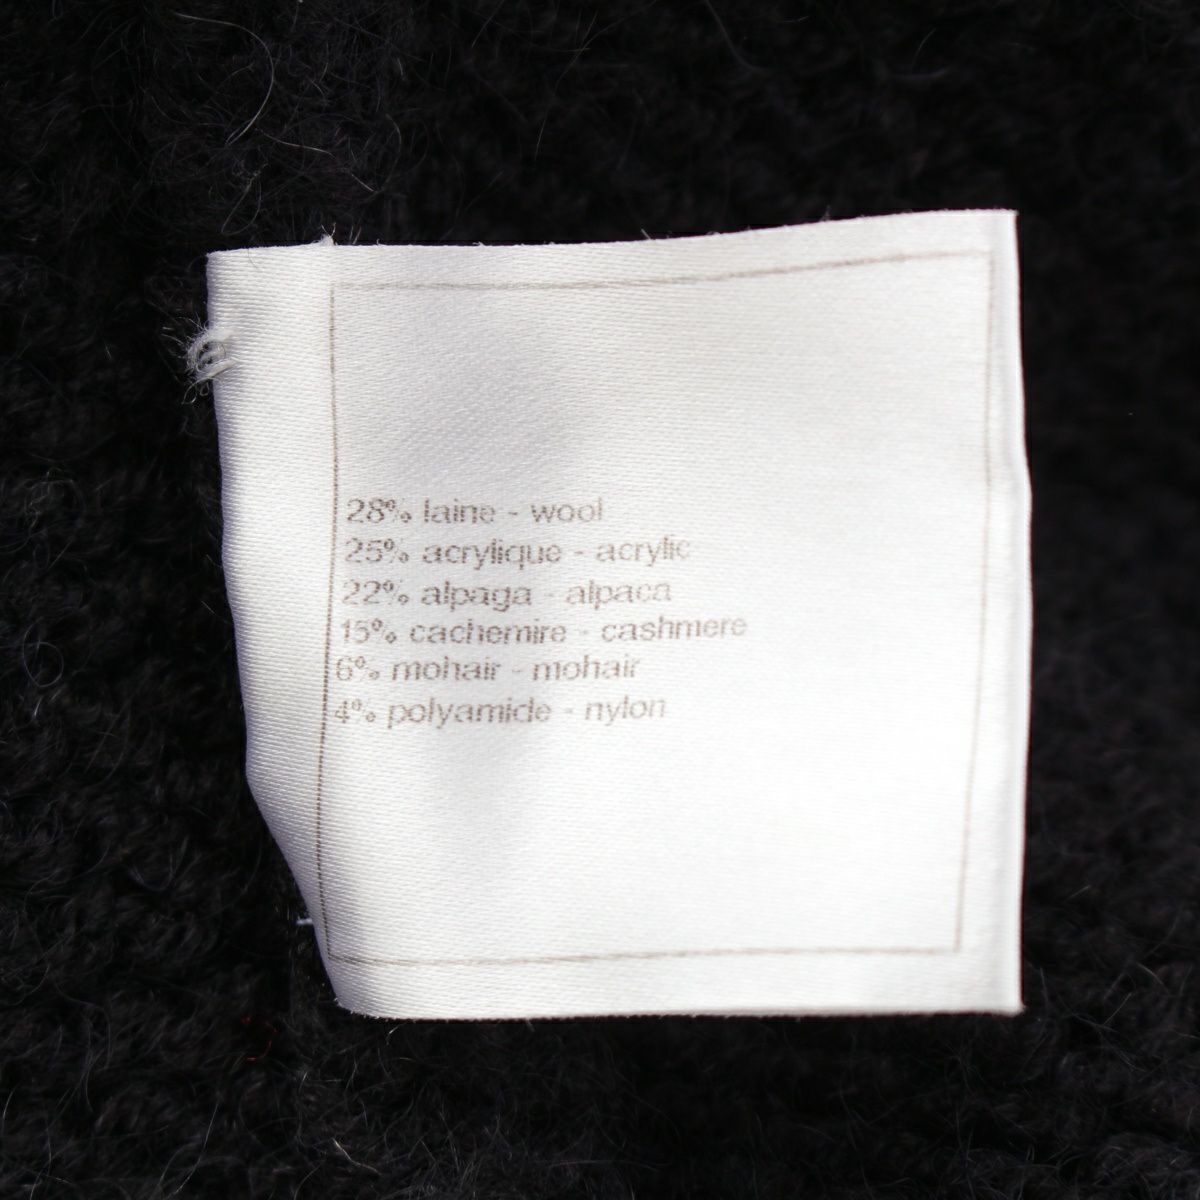 28% laine - wool
25% acrylique - acrylic
22% alpaga - alpaca
15% cachemire - cashmere
6% mohair - mohair
4% polyamide - nylon